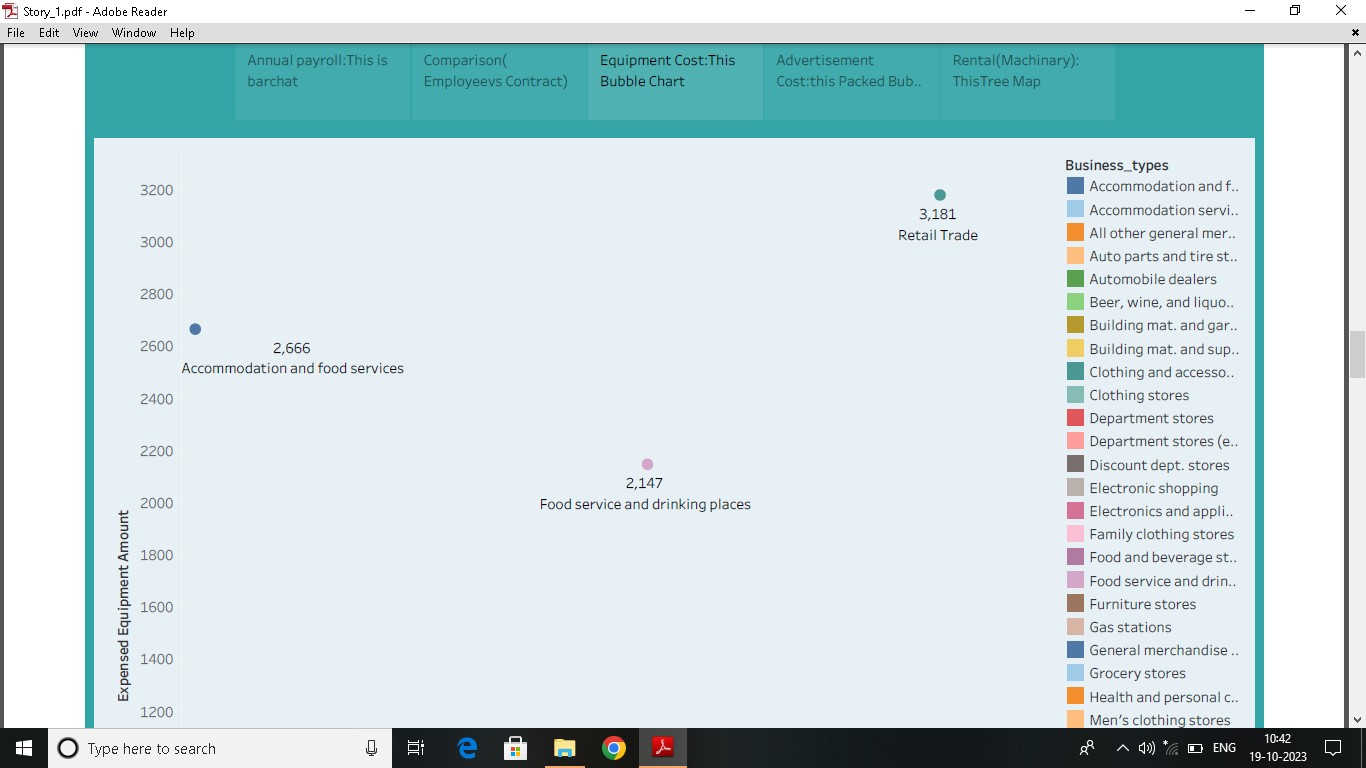 Story_1.pdf - Adobe Reader
File Edit View Window Help
Annual payroll:This is
barchat
Comparison(
Employeevs Contract)
Equipment Cost:This
Bubble Chart
Advertisement
Cost:this Packed Bub..
Rental(Machinary):
ThisTree Map
Expensed Equipment Amount
3200
3000
2800
2600
2400
2200
2000
1800
1600
1400
1200
3,181
Retail Trade
2,666
Accommodation and food services
2,147
Food service and drinking places
Business_types
Accommodation and f..
Accommodation servi..
All other general mer..
Auto parts and tire st..
Automobile dealers
Beer, wine, and liquo..
Building mat. and gar..
Building mat. and sup..
Clothing and accesso..
Clothing stores
Department stores
Department stores (e..
Discount dept. stores
Electronic shopping
Electronics and appli..
Family clothing stores
Food and beverage st..
Food service and drin..
Furniture stores
Gas stations
General merchandise ..
Grocery stores
Health and personal c..
Men's clothing stores
Type here to search
ENG
10:42
19-10-2023